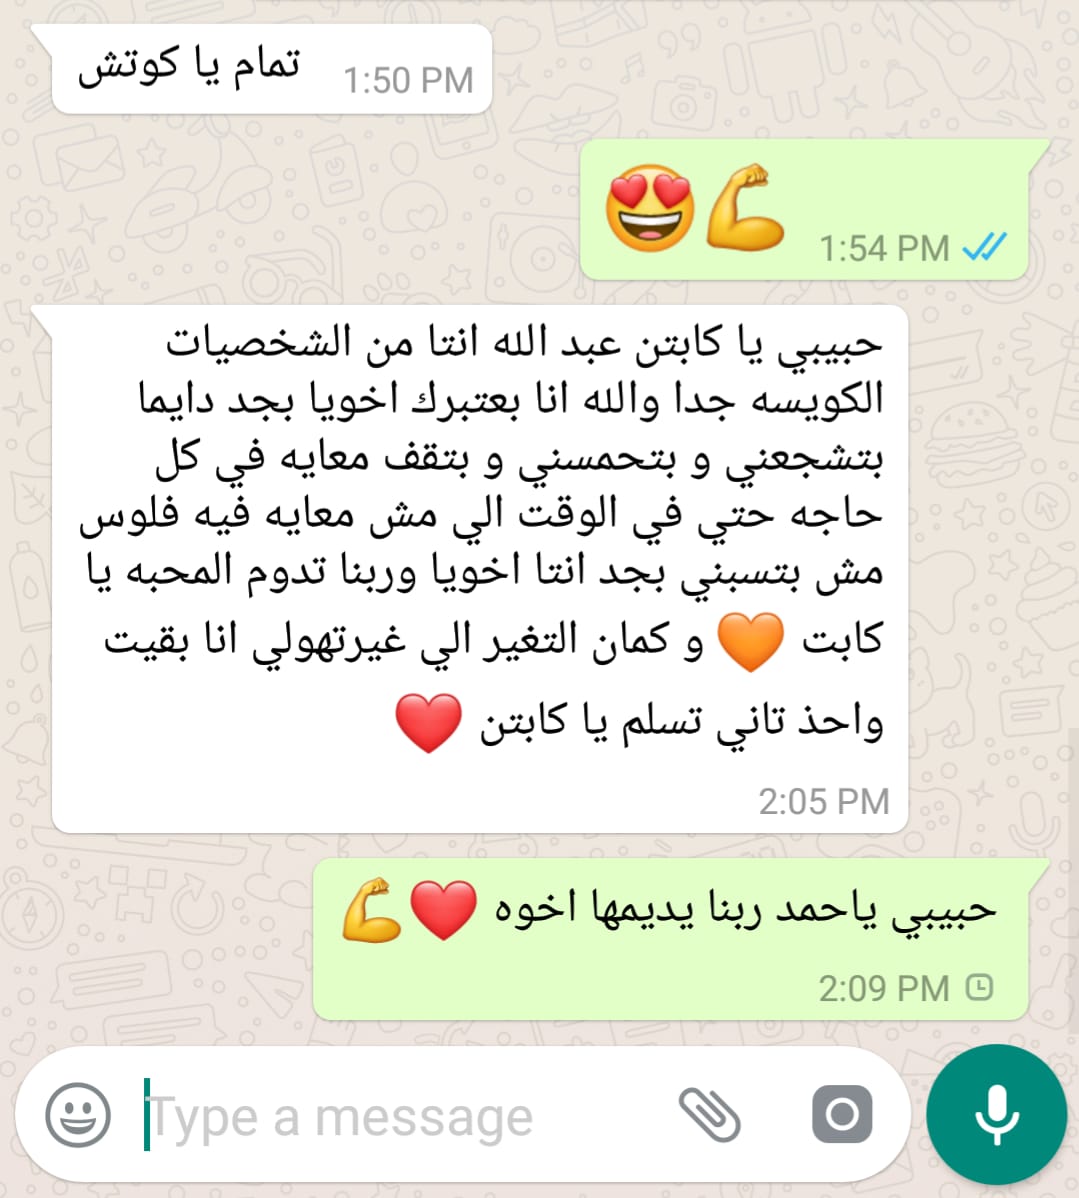 تمام يا كوتش
1:50 PM
😍💪
1:54 PM
حبيبي يا كابتن عبد الله انتا من الشخصيات
الكويسه جدا والله انا بعتبرك اخويا بجد دايما
بتشجعني و بتحمسني و بتقف معايه في كل
حاجه حتي في الوقت الي مش معايه فيه فلوس
مش بتسبني بجد انتا اخويا وربنا تدوم المحبه يا
كابت 🧡 و كمان التغير الي غيرتهولي انا بقيت
واحذ تاني تسلم يا كابتن ❤️
2:05 PM
حبيبي ياحمد ربنا يديمها اخوه ❤️💪
2:09 PM
Type a message